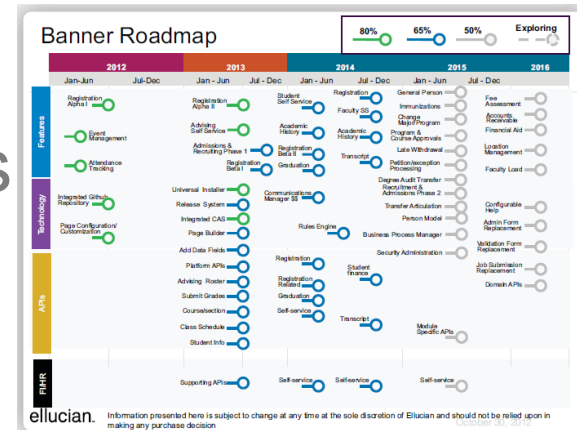 S
Banner Roadmap
80%
65%
50%
Exploring
2012
2013
2014
2015
2016
Jan-Jun
Jul-Dec
Jan - Jun
Jul - Dec
Jan - Jun
Jul - Dec
Jan - Jun
Jul - Dec
Features
Registration
Alpha I
Event
Management
Attendance
Tracking
Registration
Alpha II
Advising
Self Service
Admissions &
Recruiting Phase 1
Registration
Beta I
Student
Self Service
Academic
History
Registration
Beta II
Graduation
Registration
Faculty SS
Academic
History
Transcript
General Person
Immunizations
Change
Major/Program
Program &
Course Approvals
Late Withdrawal
Petition/exception
Processing
Degree Audit Transfer
Recruitment &
Admissions Phase 2
Transfer Articulation
Fee
Assessment
Accounts
Receivable
Financial Aid
Location
Management
Faculty Load
Technology
Integrated Github
Repository
Page Configuration/
Customization
Universal Installer
Release System
Integrated CAS
Page Builder
Communications
Manager SS
Rules Engine
Person Model
Business Process Manager
Security Administration
Configurable
Help
Admin Form
Replacement
Validation Form
Replacement
Job Submission
Replacement
APIs
Add Data Fields
Platform APIs
Advising Roster
Submit Grades
Course/section
Class Schedule
Student Info
Registration
Registration
Related
Graduation
Self-service
Student
finance
Transcript
Module
Specific APIs
Domain APIs
FI/HR
Supporting APIs
Self-service
Self-service
Self-service
ellucian.
Information presented here is subject to change at any time at the sole discretion of Ellucian and should not be relied upon in
making any purchase decision
October 30, 2012